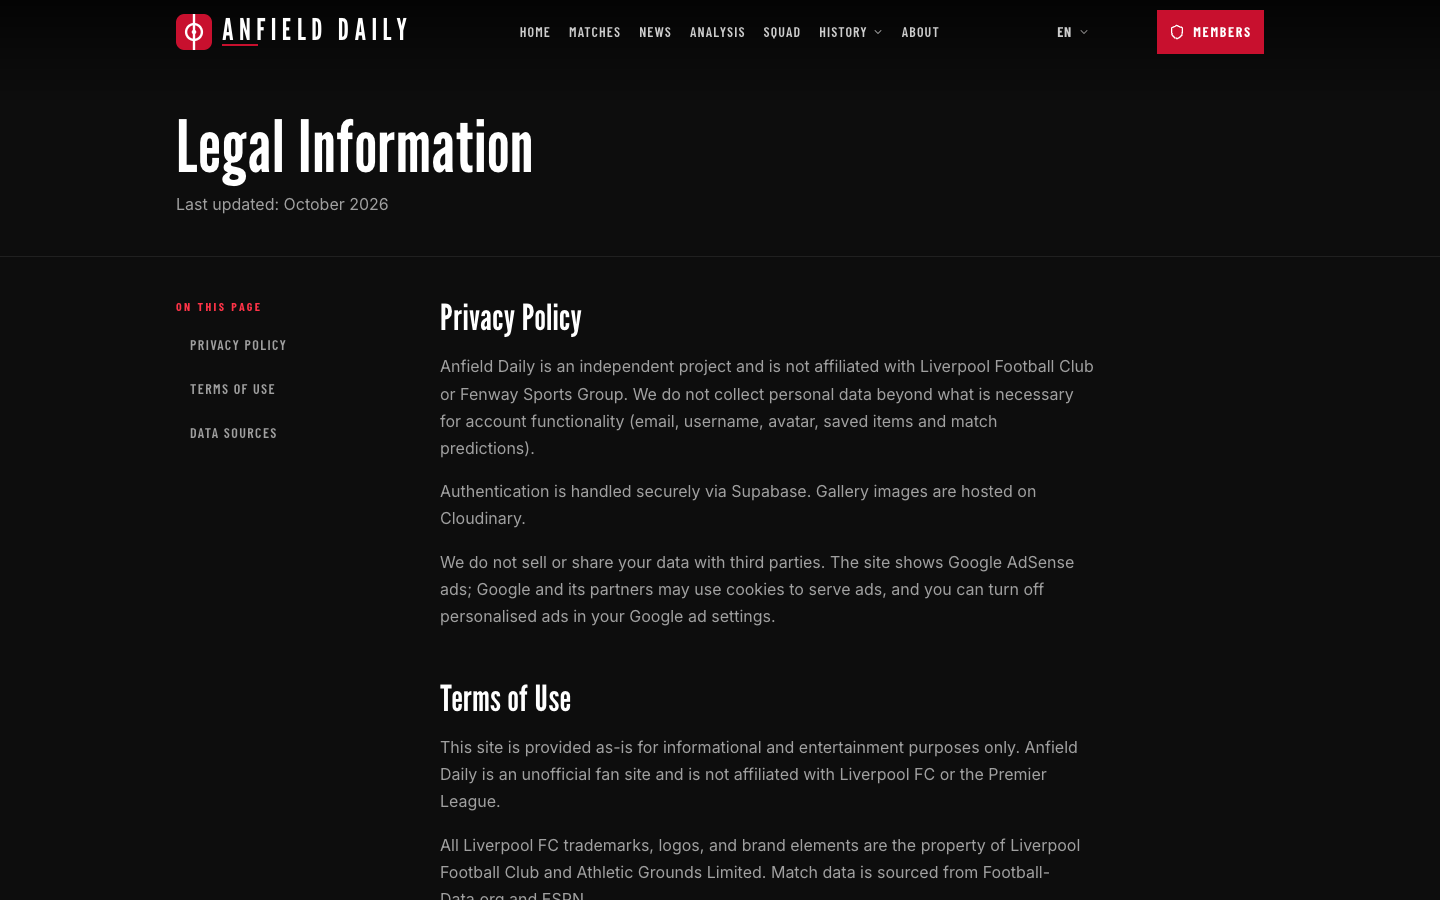 ANFIELD DAILY
HOME MATCHES NEWS ANALYSIS SQUAD HISTORY ABOUT
EN
MEMBERS
Legal Information
Last updated: October 2026
ON THIS PAGE
PRIVACY POLICY
TERMS OF USE
DATA SOURCES
Privacy Policy
Anfield Daily is an independent project and is not affiliated with Liverpool Football Club
or Fenway Sports Group. We do not collect personal data beyond what is necessary
for account functionality (email, username, avatar, saved items and match
predictions).
Authentication is handled securely via Supabase. Gallery images are hosted on
Cloudinary.
We do not sell or share your data with third parties. The site shows Google AdSense
ads; Google and its partners may use cookies to serve ads, and you can turn off
personalised ads in your Google ad settings.
Terms of Use
This site is provided as-is for informational and entertainment purposes only. Anfield
Daily is an unofficial fan site and is not affiliated with Liverpool FC or the Premier
League.
All Liverpool FC trademarks, logos, and brand elements are the property of Liverpool
Football Club and Athletic Grounds Limited. Match data is sourced from Football-
Data.org and ESPN.